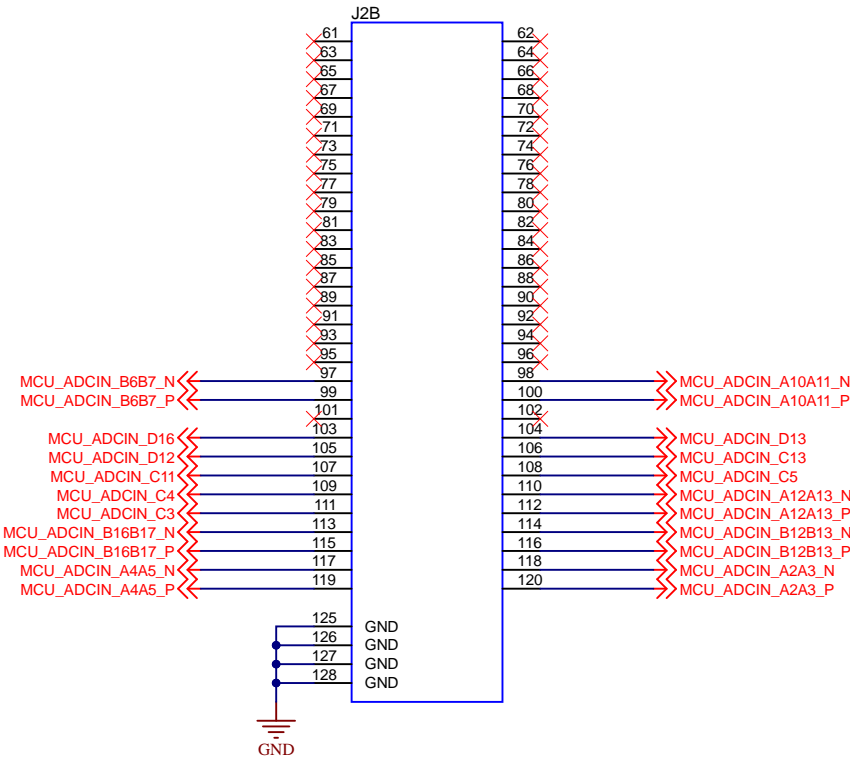 J2B
61 62
63 64
65 66
67 68
69 70
71 72
73 74
75 76
77 78
79 80
81 82
83 84
85 86
87 88
89 90
91 92
93 94
95 96
MCU_ADCIN_B6B7_N 97 98 MCU_ADCIN_A10A11_N
MCU_ADCIN_B6B7_P 99 100 MCU_ADCIN_A10A11_P
101 102
MCU_ADCIN_D16 103 104 MCU_ADCIN_D13
MCU_ADCIN_D12 105 106 MCU_ADCIN_C13
MCU_ADCIN_C11 107 108 MCU_ADCIN_C5
MCU_ADCIN_C4 109 110 MCU_ADCIN_A12A13_N
MCU_ADCIN_C3 111 112 MCU_ADCIN_A12A13_P
MCU_ADCIN_B16B17_N 113 114 MCU_ADCIN_B12B13_N
MCU_ADCIN_B16B17_P 115 116 MCU_ADCIN_B12B13_P
MCU_ADCIN_A4A5_N 117 118 MCU_ADCIN_A2A3_N
MCU_ADCIN_A4A5_P 119 120 MCU_ADCIN_A2A3_P
125 GND
126 GND
127 GND
128 GND
GND